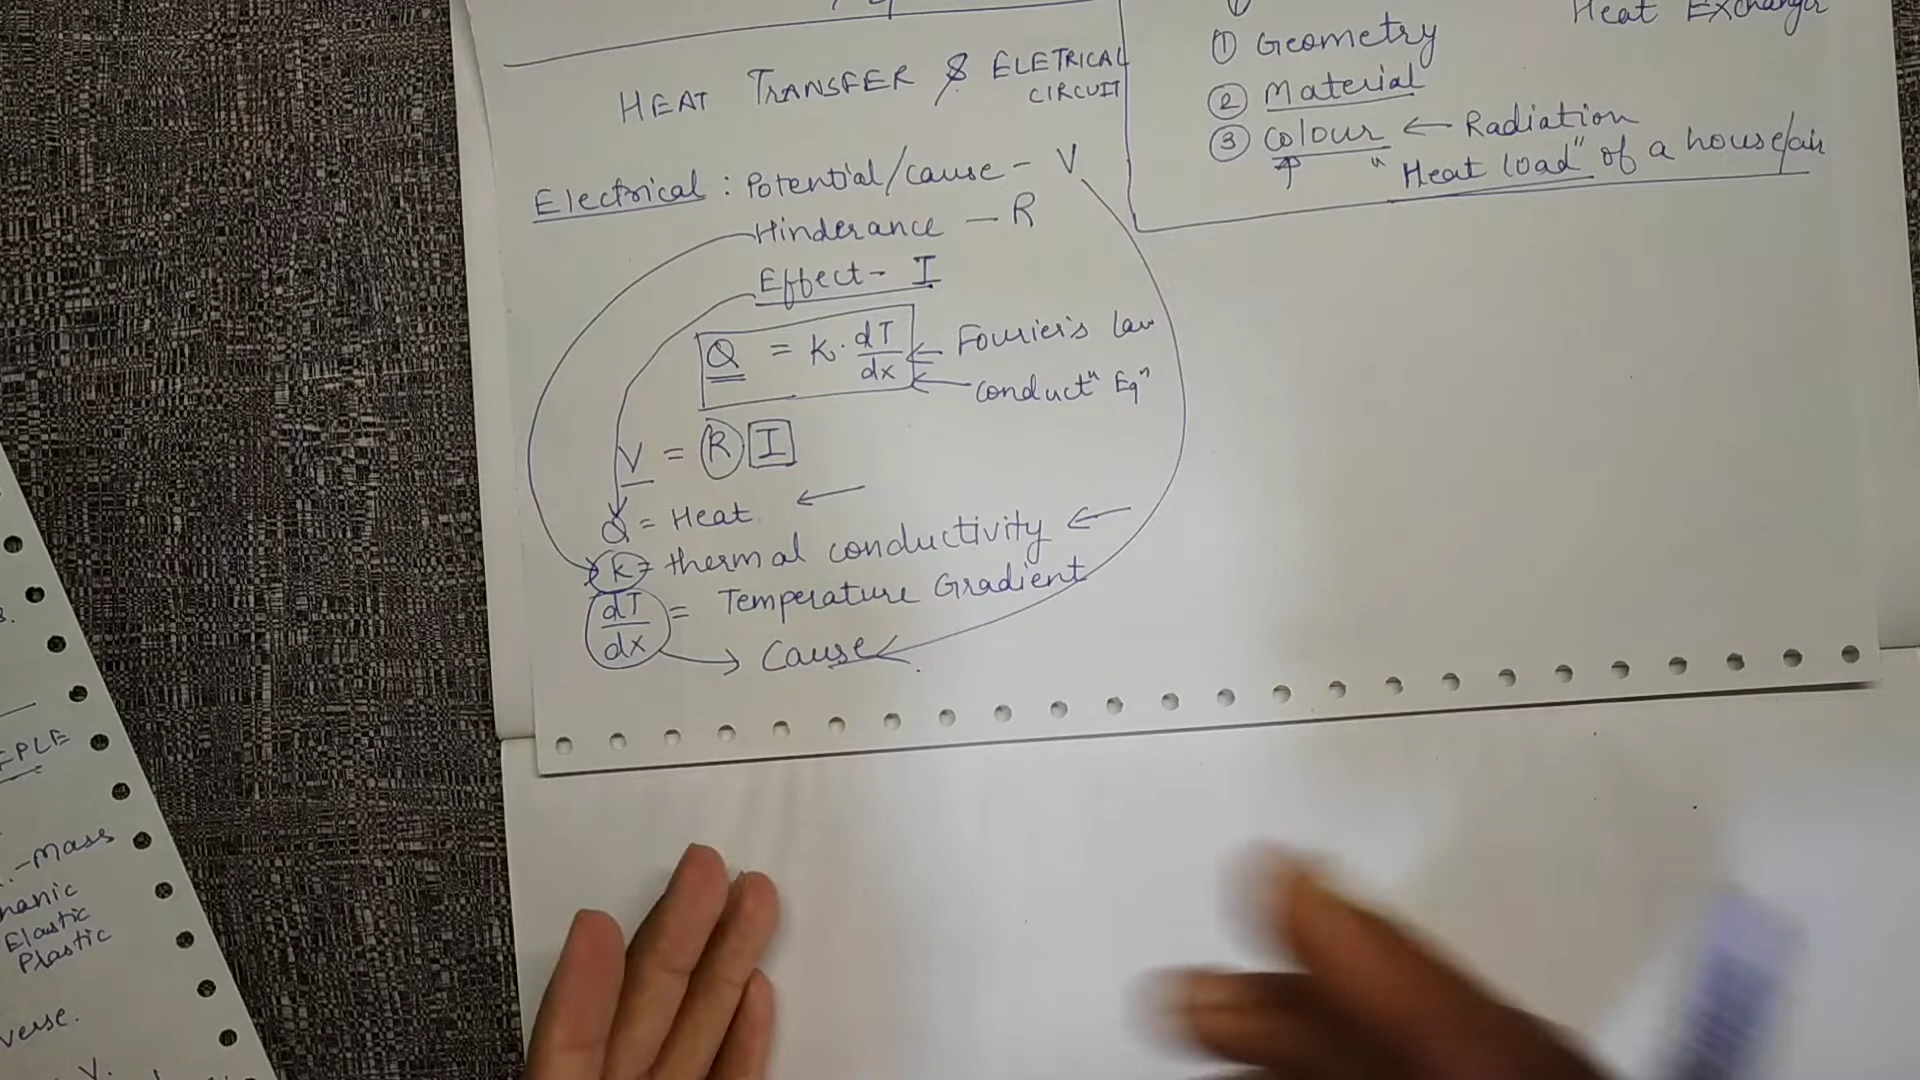 HEAT TRANSFER & ELETRICAL
CIRCUIT
Electrical : Potential/cause - V
Hinderance - R
Effect - I
Q = K · dT/dx ← Fourier's law
← Conductⁿ Eqⁿ
V = R I
Q = Heat ←
K = thermal conductivity ←
dT/dx = Temperature Gradient
→ Cause
Heat Exchanger
① Geometry
② Material
③ Colour ← Radiation
"Heat load" of a house/air
EPLE
-Mass
Elastic
Plastic
verse.
V.